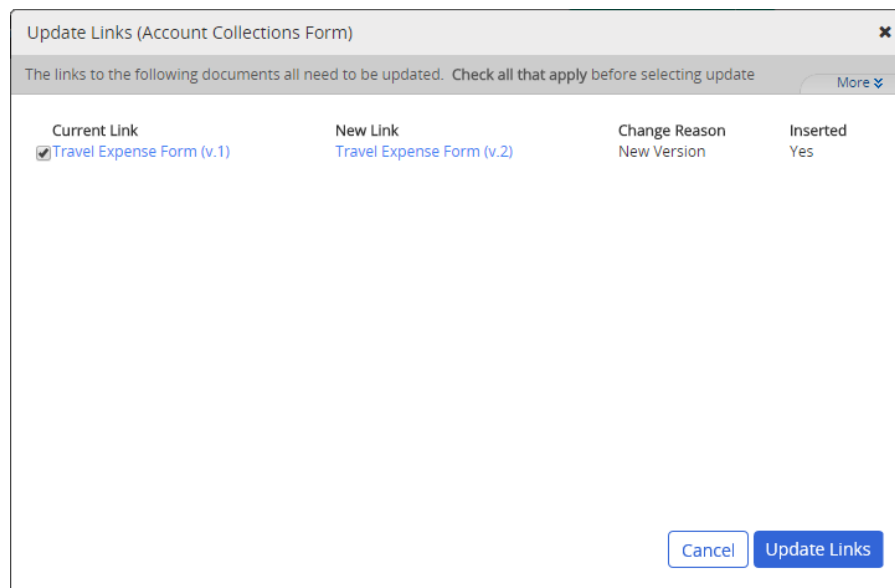 Update Links (Account Collections Form)
The links to the following documents all need to be updated. Check all that apply before selecting update
More
Current Link New Link Change Reason Inserted
Travel Expense Form (v.1) Travel Expense Form (v.2) New Version Yes
Cancel Update Links